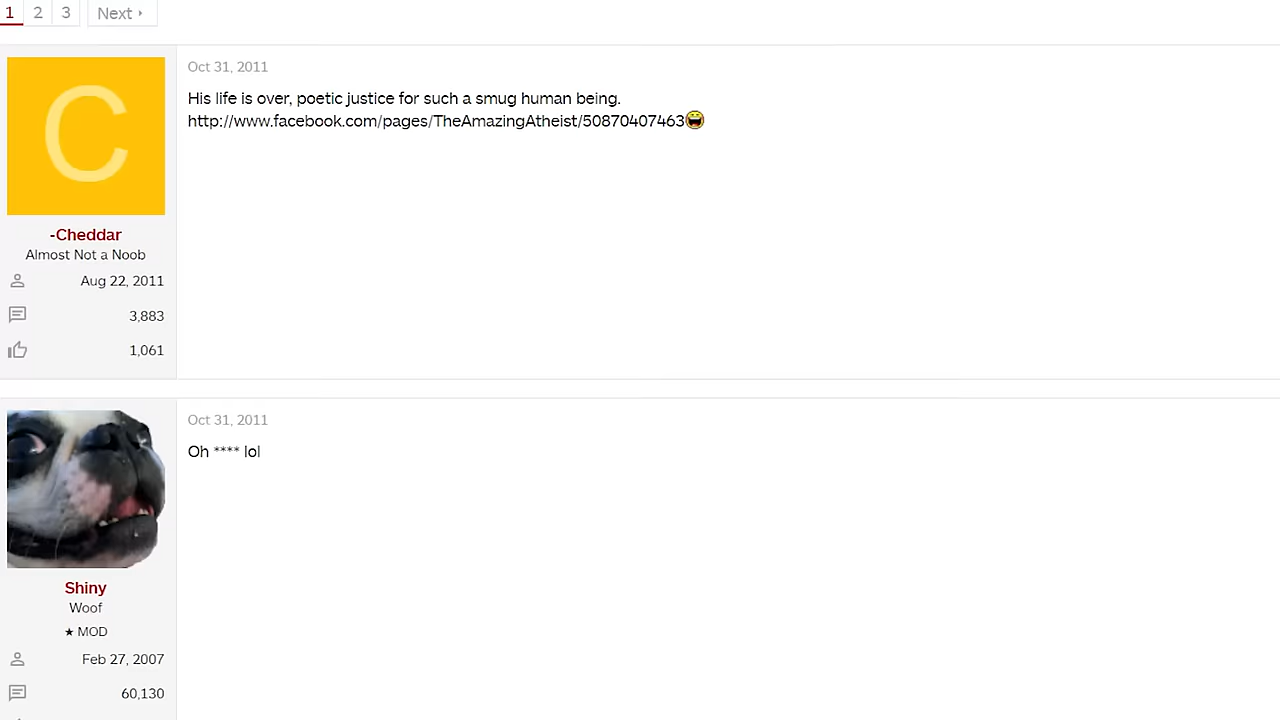 1 2 3 Next
Oct 31, 2011
His life is over, poetic justice for such a smug human being.
http://www.facebook.com/pages/TheAmazingAtheist/50870407463
C
-Cheddar
Almost Not a Noob
Aug 22, 2011
3,883
1,061
Oct 31, 2011
Oh **** lol
Shiny
Woof
★ MOD
Feb 27, 2007
60,130